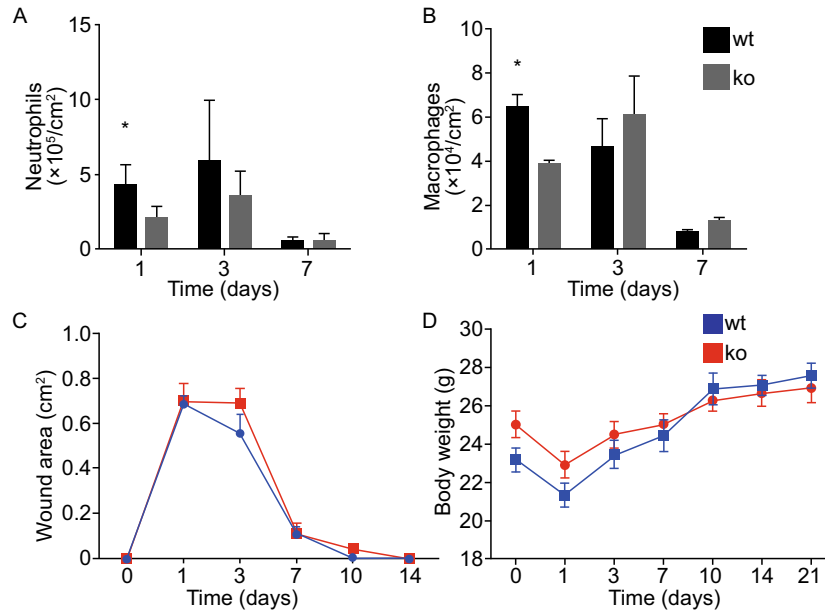 A
Neutrophils
(×10⁵/cm²)
15
10
5
0
*
1 3 7
Time (days)
B
Macrophages
(×10⁴/cm²)
10
8
6
4
2
0
*
wt
ko
1 3 7
Time (days)
C
Wound area (cm²)
1.0
0.8
0.6
0.4
0.2
0
0 1 3 7 10 14
Time (days)
D
Body weight (g)
30
28
26
24
22
20
18
wt
ko
0 1 3 7 10 14 21
Time (days)